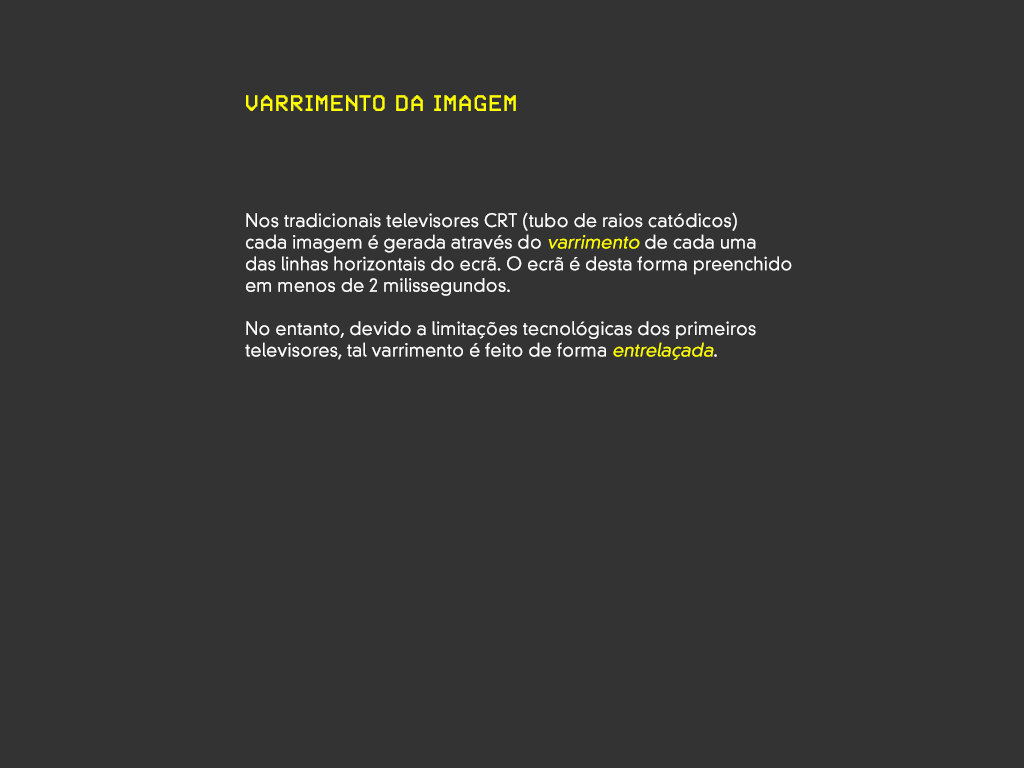 VARRIMENTO DA IMAGEM
Nos tradicionais televisores CRT (tubo de raios catódicos)
cada imagem é gerada através do varrimento de cada uma
das linhas horizontais do ecrã. O ecrã é desta forma preenchido
em menos de 2 milissegundos.
No entanto, devido a limitações tecnológicas dos primeiros
televisores, tal varrimento é feito de forma entrelaçada.